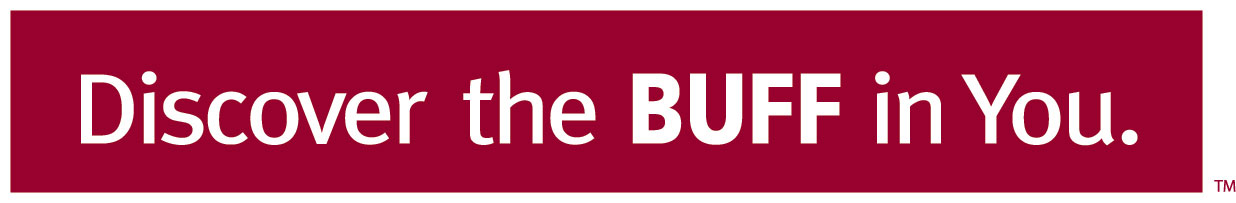 Discover the BUFF in You.
TM